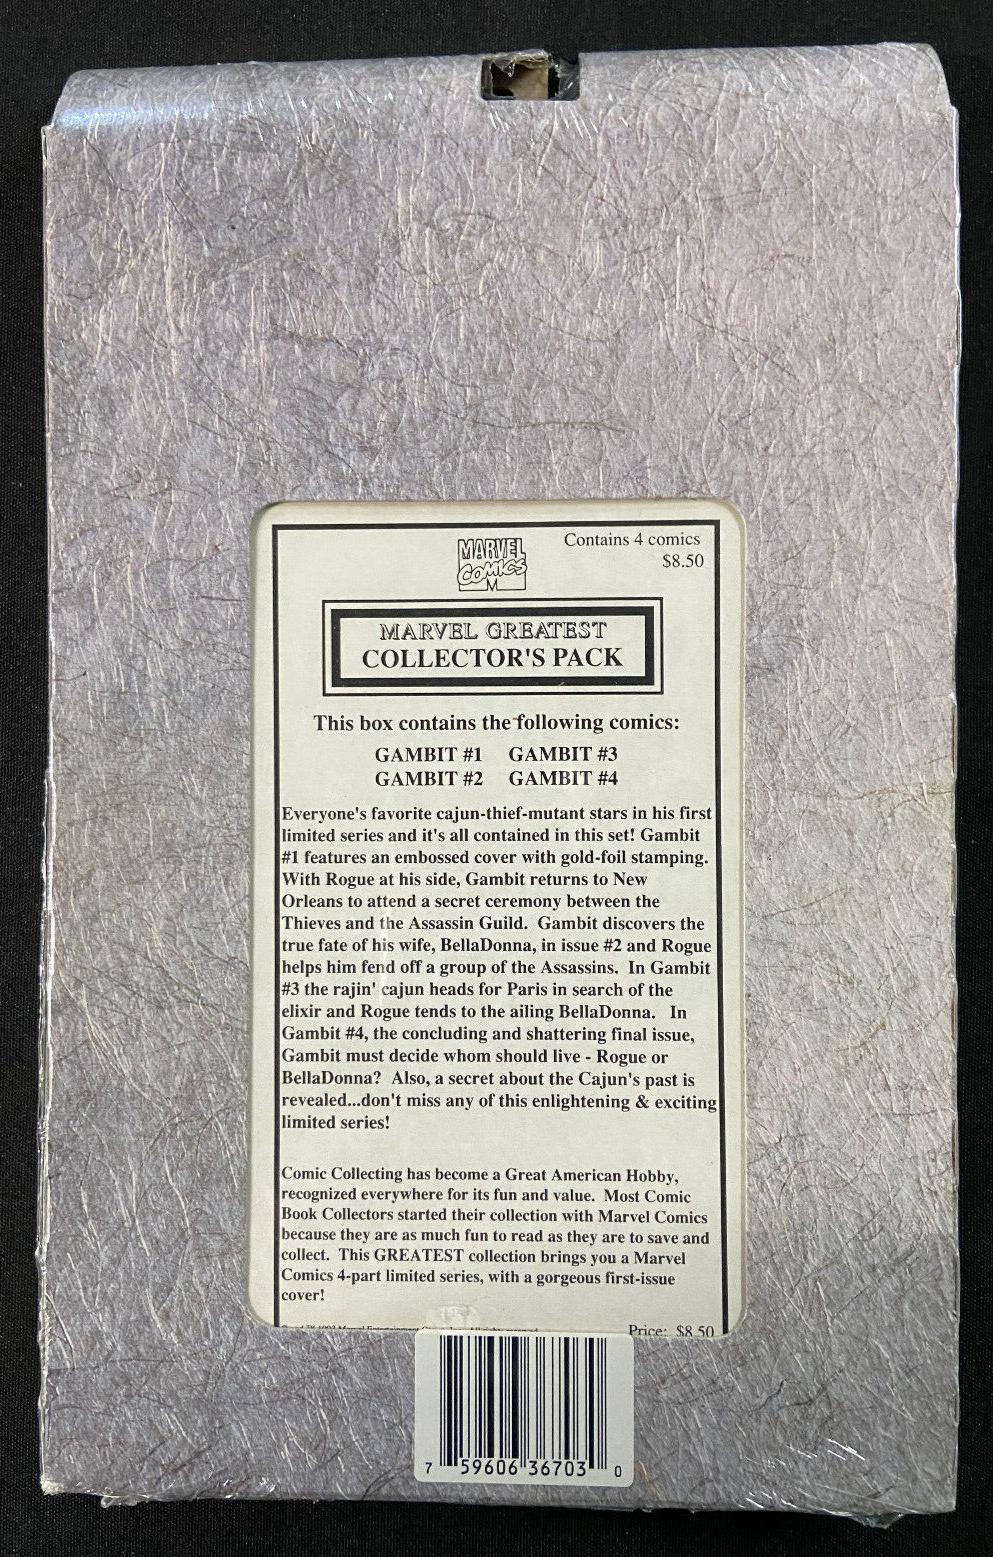 MARVEL
COMICS
M
Contains 4 comics
$8.50
MARVEL GREATEST
COLLECTOR'S PACK
This box contains the following comics:
GAMBIT #1 GAMBIT #3
GAMBIT #2 GAMBIT #4
Everyone's favorite cajun-thief-mutant stars in his first
limited series and it's all contained in this set! Gambit
#1 features an embossed cover with gold-foil stamping.
With Rogue at his side, Gambit returns to New
Orleans to attend a secret ceremony between the
Thieves and the Assassin Guild. Gambit discovers the
true fate of his wife, BellaDonna, in issue #2 and Rogue
helps him fend off a group of the Assassins. In Gambit
#3 the rajin' cajun heads for Paris in search of the
elixir and Rogue tends to the ailing BellaDonna. In
Gambit #4, the concluding and shattering final issue,
Gambit must decide whom should live - Rogue or
BellaDonna? Also, a secret about the Cajun's past is
revealed...don't miss any of this enlightening & exciting
limited series!
Comic Collecting has become a Great American Hobby,
recognized everywhere for its fun and value. Most Comic
Book Collectors started their collection with Marvel Comics
because they are as much fun to read as they are to save and
collect. This GREATEST collection brings you a Marvel
Comics 4-part limited series, with a gorgeous first-issue
cover!
Price: $8.50
7 59606 36703 0